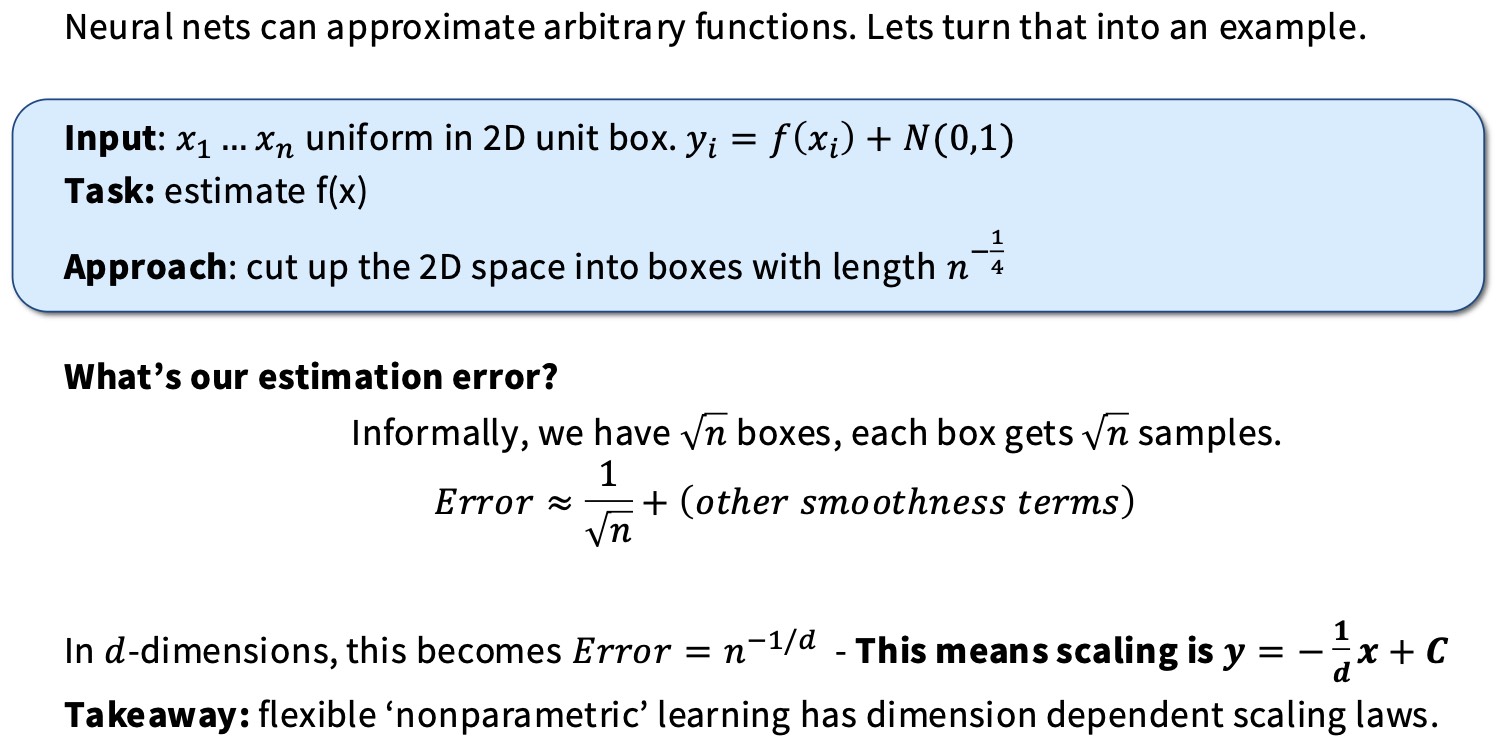 Neural nets can approximate arbitrary functions. Lets turn that into an example.
Input: $x_1 \ldots x_n$ uniform in 2D unit box. $y_i = f(x_i) + N(0,1)$
Task: estimate f(x)
Approach: cut up the 2D space into boxes with length $n^{-\frac{1}{4}}$
What’s our estimation error?
Informally, we have $\sqrt{n}$ boxes, each box gets $\sqrt{n}$ samples.
$Error \approx \frac{1}{\sqrt{n}} + (other\ smoothness\ terms)$
In $d$-dimensions, this becomes $Error = n^{-1/d}$ - This means scaling is $y = -\frac{1}{d}x + C$
Takeaway: flexible ‘nonparametric’ learning has dimension dependent scaling laws.